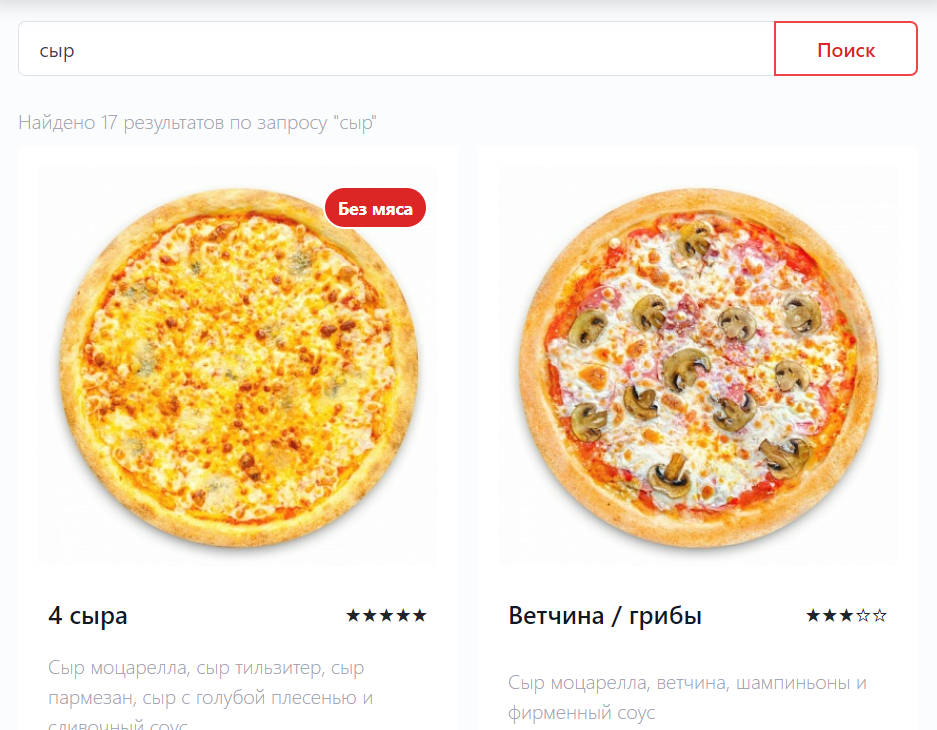 сыр
Поиск
Найдено 17 результатов по запросу "сыр"
Без мяса
4 сыра
★★★★★
Ветчина / грибы
★★★☆☆
Сыр моцарелла, сыр тильзитер, сыр
пармезан, сыр с голубой плесенью и
сливочный соус
Сыр моцарелла, ветчина, шампиньоны и
фирменный соус